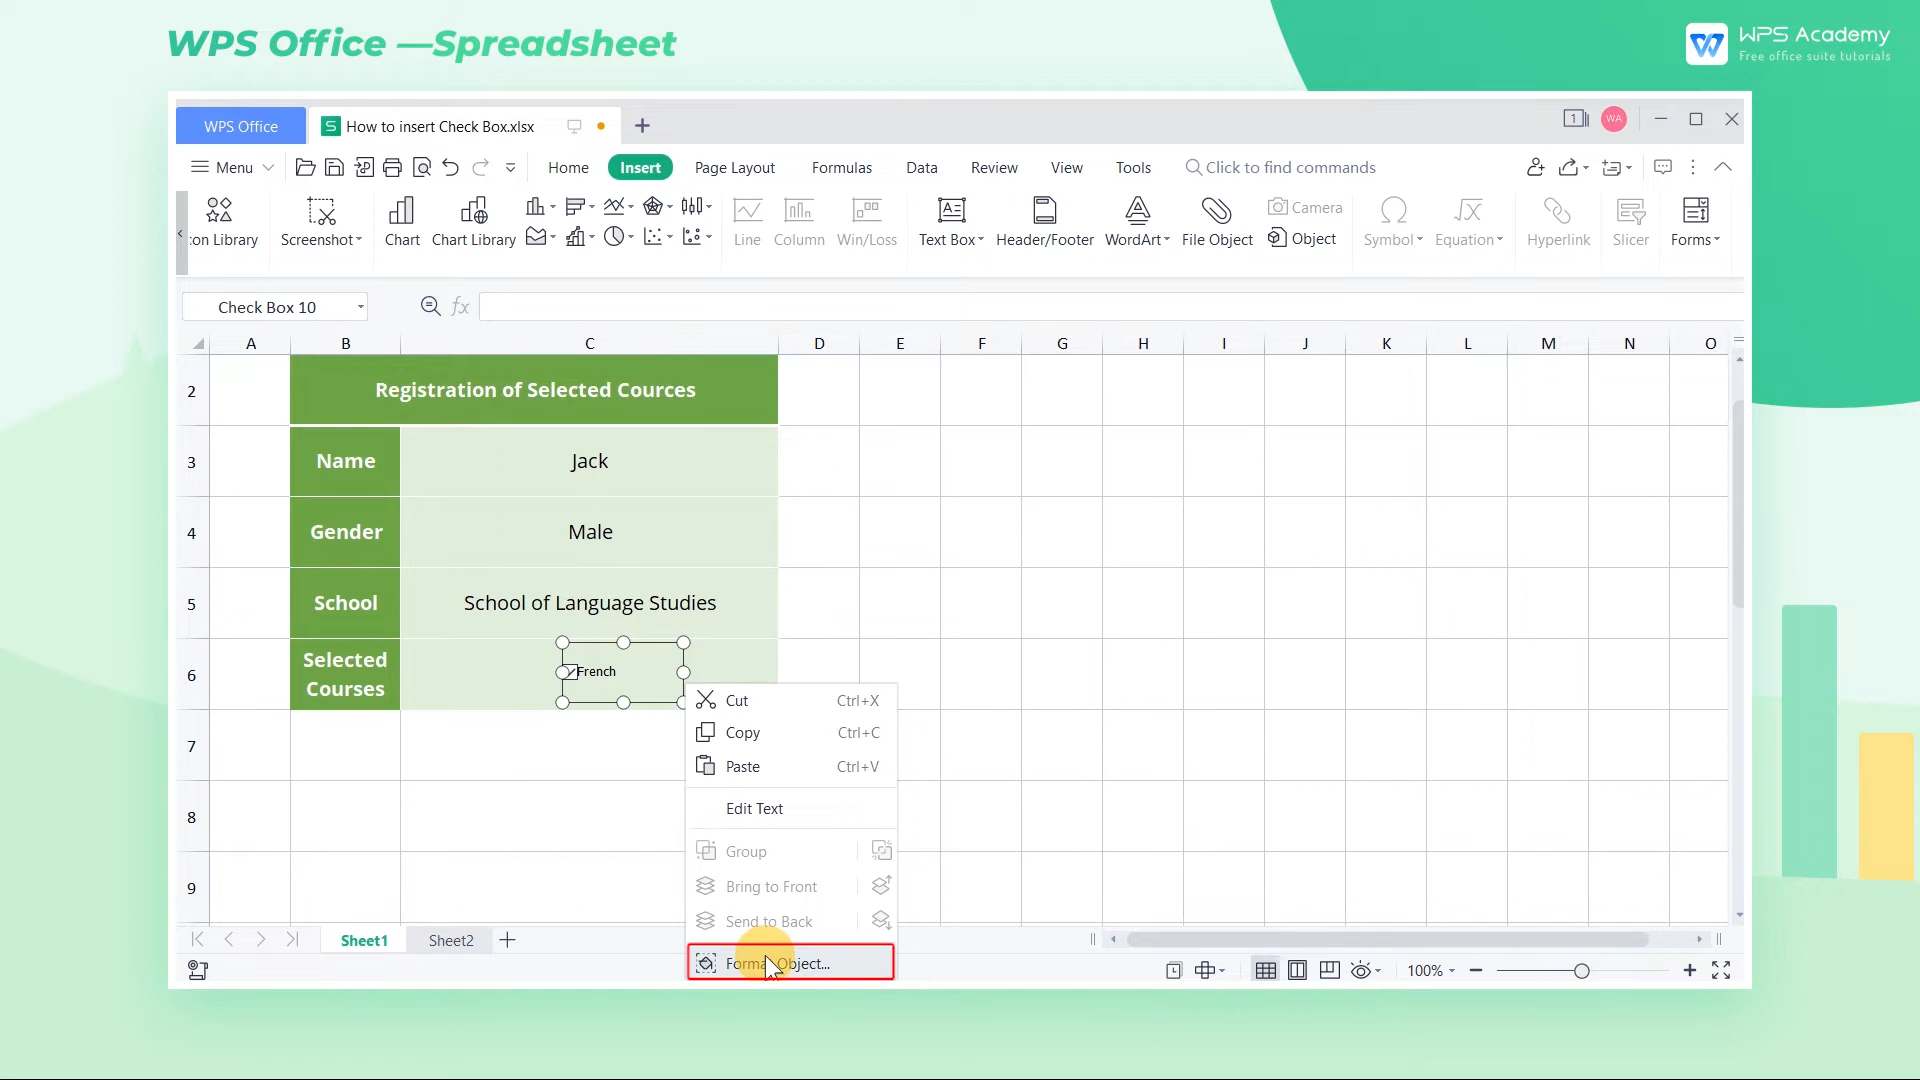 WPS Office —Spreadsheet
WPS Academy
Free office suite tutorials
WPS Office
How to insert Check Box.xlsx
WA
Menu
Home
Insert
Page Layout
Formulas
Data
Review
View
Tools
Click to find commands
con Library
Screenshot
Chart
Chart Library
Line
Column
Win/Loss
Text Box
Header/Footer
WordArt
File Object
Camera
Object
Symbol
Equation
Hyperlink
Slicer
Forms
Check Box 10
fx
A B C D E F G H I J K L M N O
2 Registration of Selected Cources
3 Name Jack
4 Gender Male
5 School School of Language Studies
6 Selected
Courses
French
7
8
9
Cut Ctrl+X
Copy Ctrl+C
Paste Ctrl+V
Edit Text
Group
Bring to Front
Send to Back
Format Object...
Sheet1
Sheet2
100%